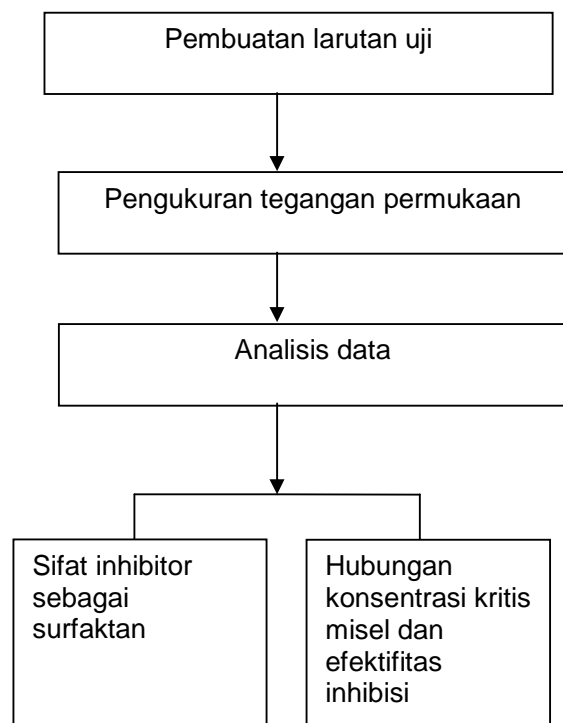 Pembuatan larutan uji
Pengukuran tegangan permukaan
Analisis data
Sifat inhibitor
sebagai
surfaktan
Hubungan
konsentrasi kritis
misel dan
efektifitas
inhibisi